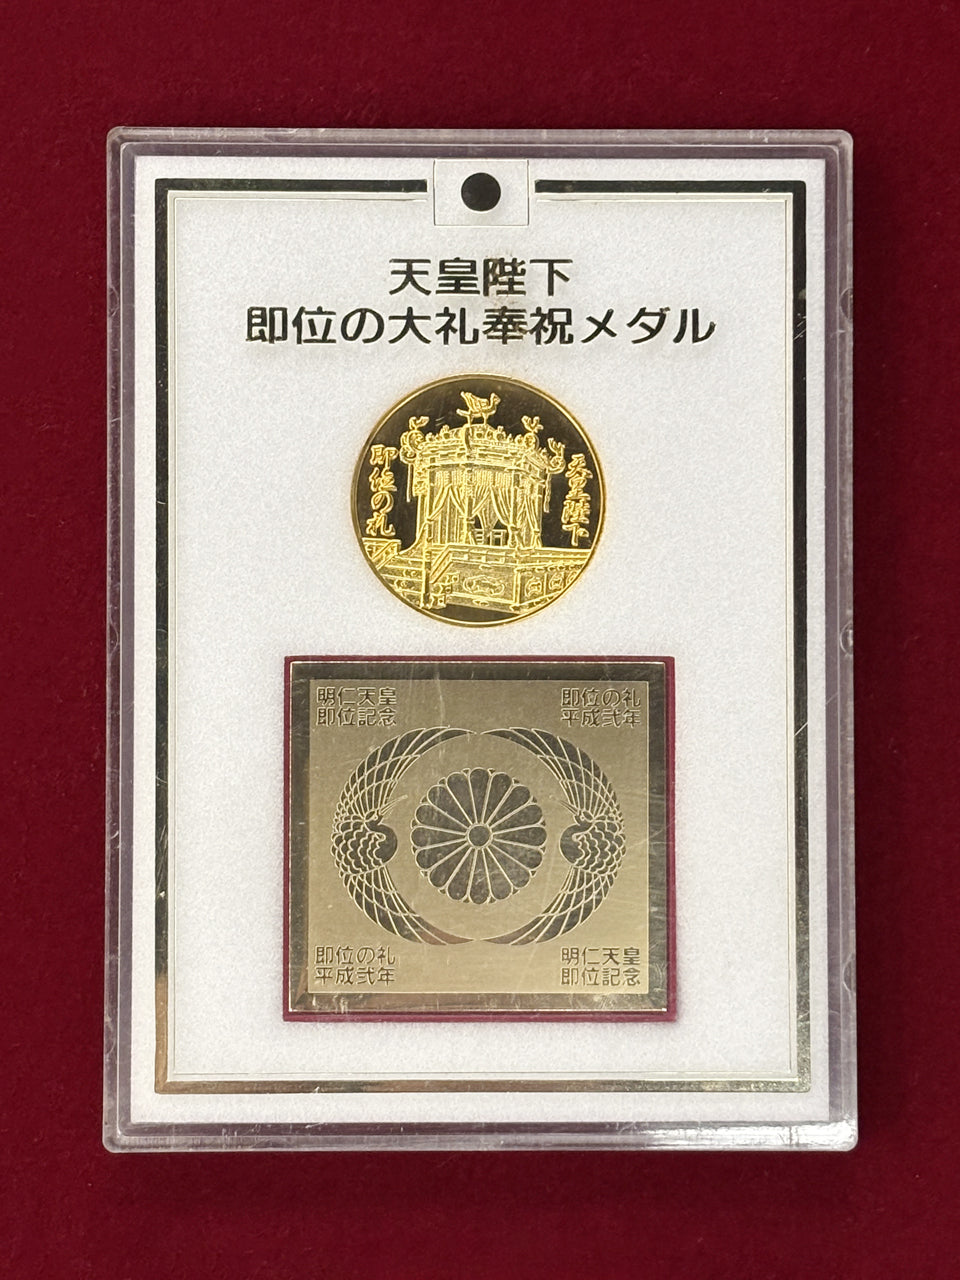 天皇陛下
即位の大礼奉祝メダル
天皇陛下
即位の礼
明仁天皇
即位記念
即位の礼
平成弐年
即位の礼
平成弐年
明仁天皇
即位記念